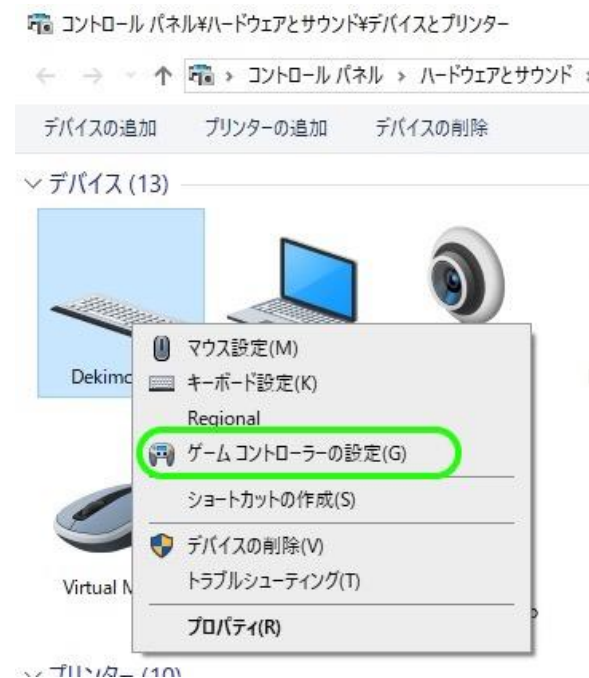 コントロール パネル¥ハードウェアとサウンド¥デバイスとプリンター
コントロール パネル › ハードウェアとサウンド ›
デバイスの追加 プリンターの追加 デバイスの削除
デバイス (13)
Dekimo
マウス設定(M)
キーボード設定(K)
Regional
ゲーム コントローラーの設定(G)
ショートカットの作成(S)
デバイスの削除(V)
トラブルシューティング(T)
プロパティ(R)
Virtual M
プリンター (10)